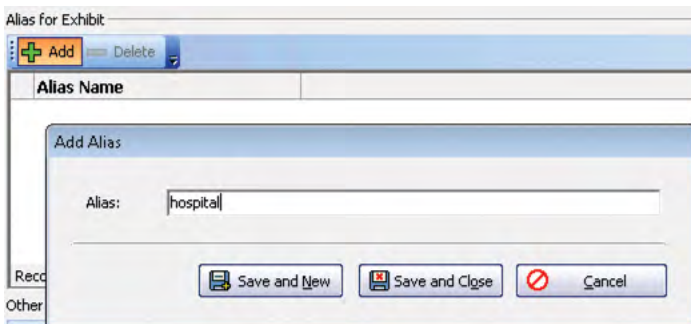 Alias for Exhibit
Add Delete
Alias Name
Add Alias
Alias: hospital
Save and New Save and Close Cancel
Other